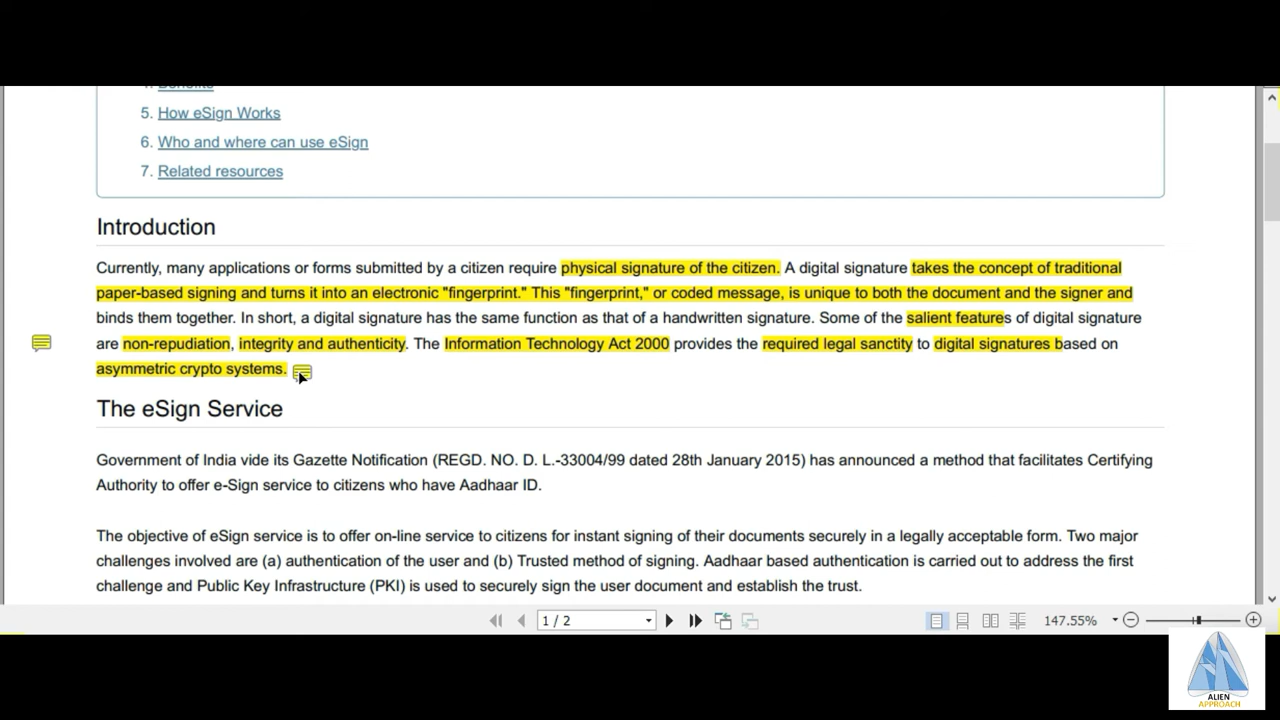 4. Benefits
5. How eSign Works
6. Who and where can use eSign
7. Related resources
Introduction
Currently, many applications or forms submitted by a citizen require physical signature of the citizen. A digital signature takes the concept of traditional
paper-based signing and turns it into an electronic "fingerprint." This "fingerprint," or coded message, is unique to both the document and the signer and
binds them together. In short, a digital signature has the same function as that of a handwritten signature. Some of the salient features of digital signature
are non-repudiation, integrity and authenticity. The Information Technology Act 2000 provides the required legal sanctity to digital signatures based on
asymmetric crypto systems.
The eSign Service
Government of India vide its Gazette Notification (REGD. NO. D. L.-33004/99 dated 28th January 2015) has announced a method that facilitates Certifying
Authority to offer e-Sign service to citizens who have Aadhaar ID.
The objective of eSign service is to offer on-line service to citizens for instant signing of their documents securely in a legally acceptable form. Two major
challenges involved are (a) authentication of the user and (b) Trusted method of signing. Aadhaar based authentication is carried out to address the first
challenge and Public Key Infrastructure (PKI) is used to securely sign the user document and establish the trust.
1 / 2
147.55%
ALIEN
APPROACH